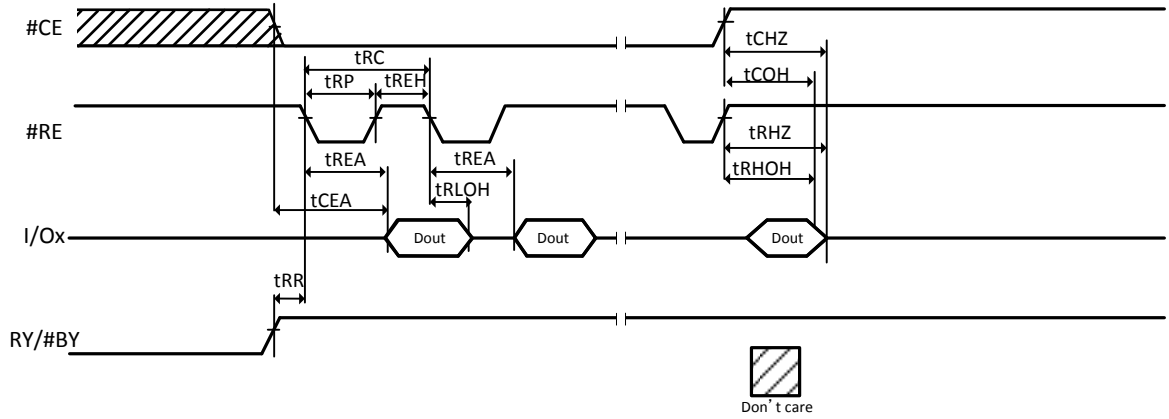 #CE
tCHZ
tRC
tCOH
tRP
tREH
#RE
tRHZ
tREA
tREA
tRHOH
tRLOH
tCEA
I/Ox
Dout
Dout
Dout
tRR
RY/#BY
Don't care